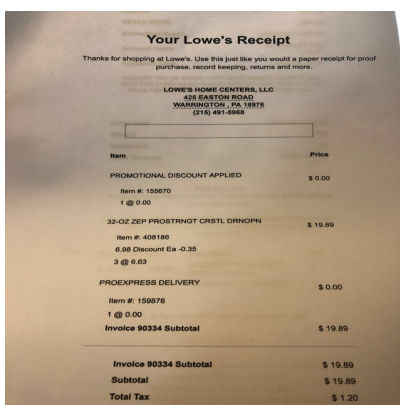 Your Lowe's Receipt
Thanks for shopping at Lowe's. Use this just like you would a paper receipt for proof
purchase, record keeping, returns and more.
LOWE'S HOME CENTERS, LLC
425 EASTON ROAD
WARRINGTON , PA 18976
(215) 491-5968
Item Price
PROMOTIONAL DISCOUNT APPLIED $ 0.00
Item #: 155670
1 @ 0.00
32-OZ ZEP PROSTRNGT CRSTL DRNOPN $ 19.89
Item #: 408186
6.98 Discount Ea -0.35
3 @ 6.63
PROEXPRESS DELIVERY $ 0.00
Item #: 159876
1 @ 0.00
Invoice 90334 Subtotal $ 19.89
Invoice 90334 Subtotal $ 19.89
Subtotal $ 19.89
Total Tax $ 1.20